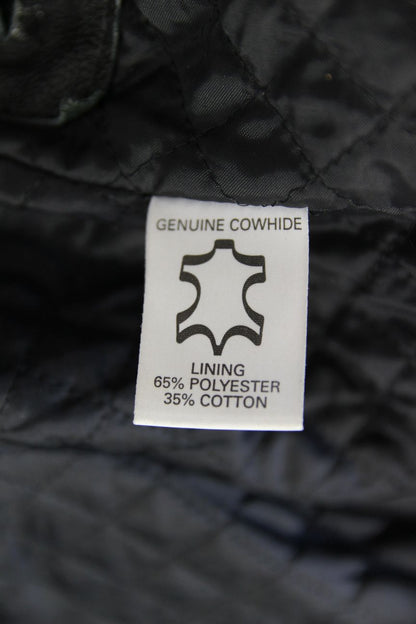 GENUINE COWHIDE
LINING
65% POLYESTER
35% COTTON